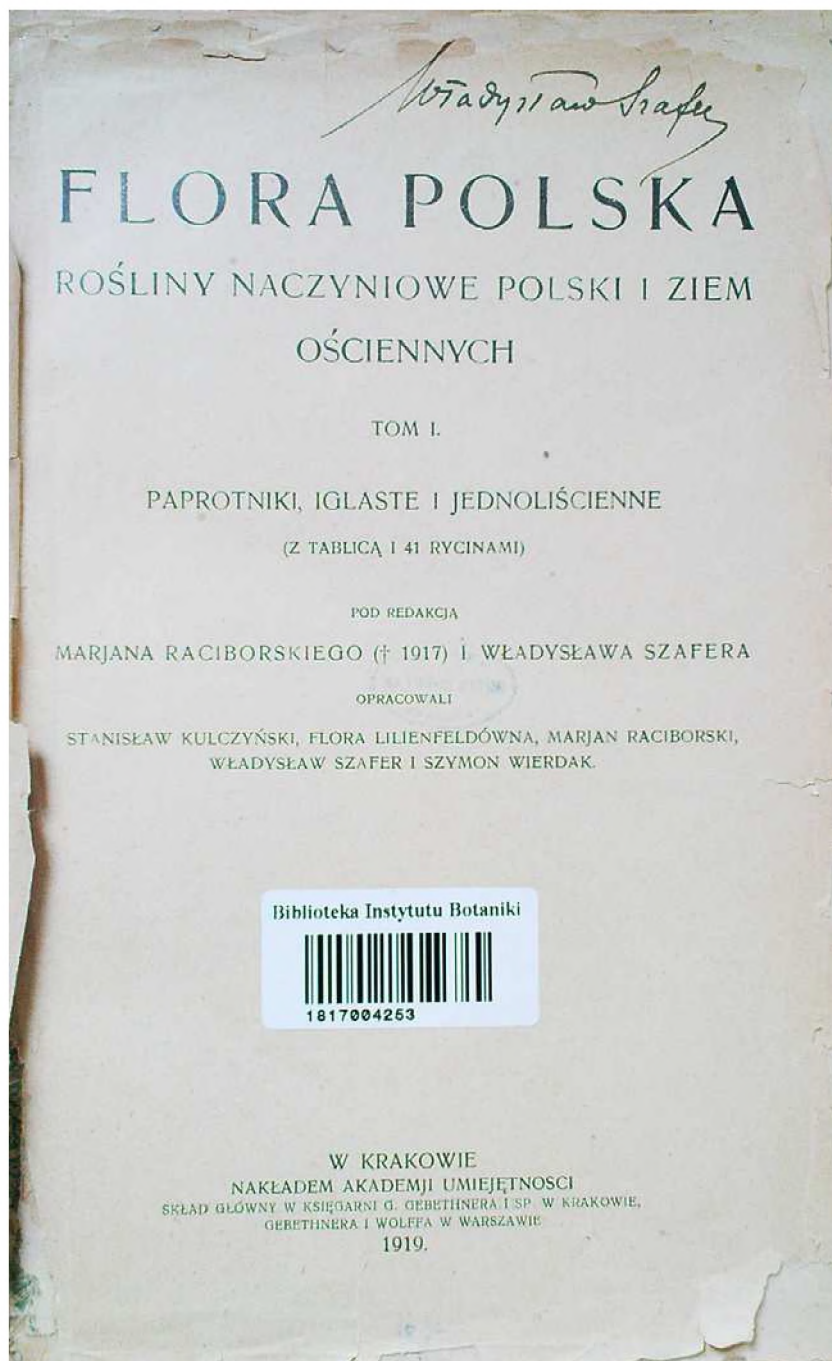 Władysław Szafer
FLORA POLSKA
ROŚLINY NACZYNIOWE POLSKI I ZIEM
OŚCIENNYCH
TOM I.
PAPROTNIKI, IGLASTE I JEDNOLIŚCIENNE
(Z TABLICĄ I 41 RYCINAMI)
POD REDAKCJĄ
MARJANA RACIBORSKIEGO († 1917) I WŁADYSŁAWA SZAFERA
OPRACOWALI
STANISŁAW KULCZYŃSKI, FLORA LILIENFELDÓWNA, MARJAN RACIBORSKI,
WŁADYSŁAW SZAFER I SZYMON WIERDAK.
Biblioteka Instytutu Botaniki
1817004253
W KRAKOWIE
NAKŁADEM AKADEMJI UMIEJĘTNOSCI
SKŁAD GŁÓWNY W KSIĘGARNI G. GEBETHNERA I SP. W KRAKOWIE,
GEBETHNERA I WOLFFA W WARSZAWIE
1919.